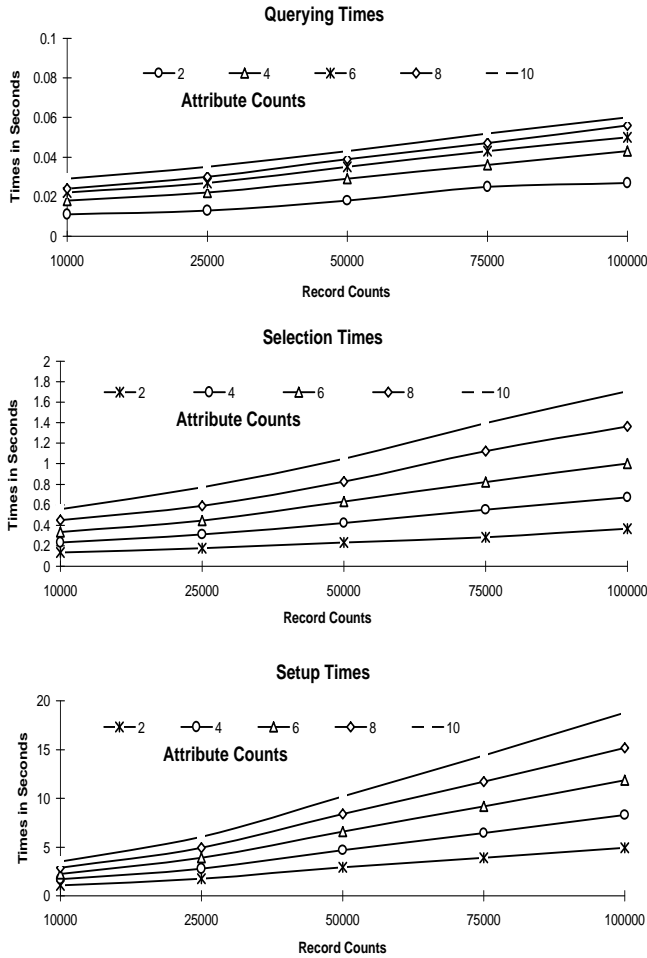 Querying Times
0.1
0.08
0.06
0.04
0.02
0
Times in Seconds
2 4 6 8 10
Attribute Counts
10000 25000 50000 75000 100000
Record Counts
Selection Times
2
1.8
1.6
1.4
1.2
1
0.8
0.6
0.4
0.2
0
Times in Seconds
2 4 6 8 10
Attribute Counts
10000 25000 50000 75000 100000
Record Counts
Setup Times
20
15
10
5
0
Times in Seconds
2 4 6 8 10
Attribute Counts
10000 25000 50000 75000 100000
Record Counts